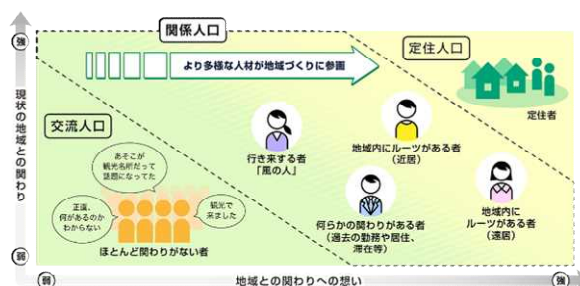 関係人口
強
より多様な人材が地域づくりに参画
定住人口
定住者
現状の地域との関わり
交流人口
あそこが
観光名所だって
話題になってた
正直、
何があるのか
わからない
観光で
来ました
ほとんど関わりがない者
行き来する者
「風の人」
地域内にルーツがある者
（近居）
何らかの関わりがある者
（過去の勤務や居住、
滞在等）
地域内に
ルーツがある者
（遠居）
弱
弱
地域との関わりへの想い
強